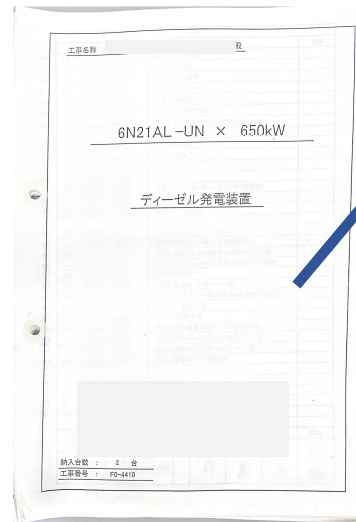 工事名称 殿
6N21AL-UN × 650kW
ディーゼル発電装置
納入台数 : 2 台
工事番号 : FO-4410